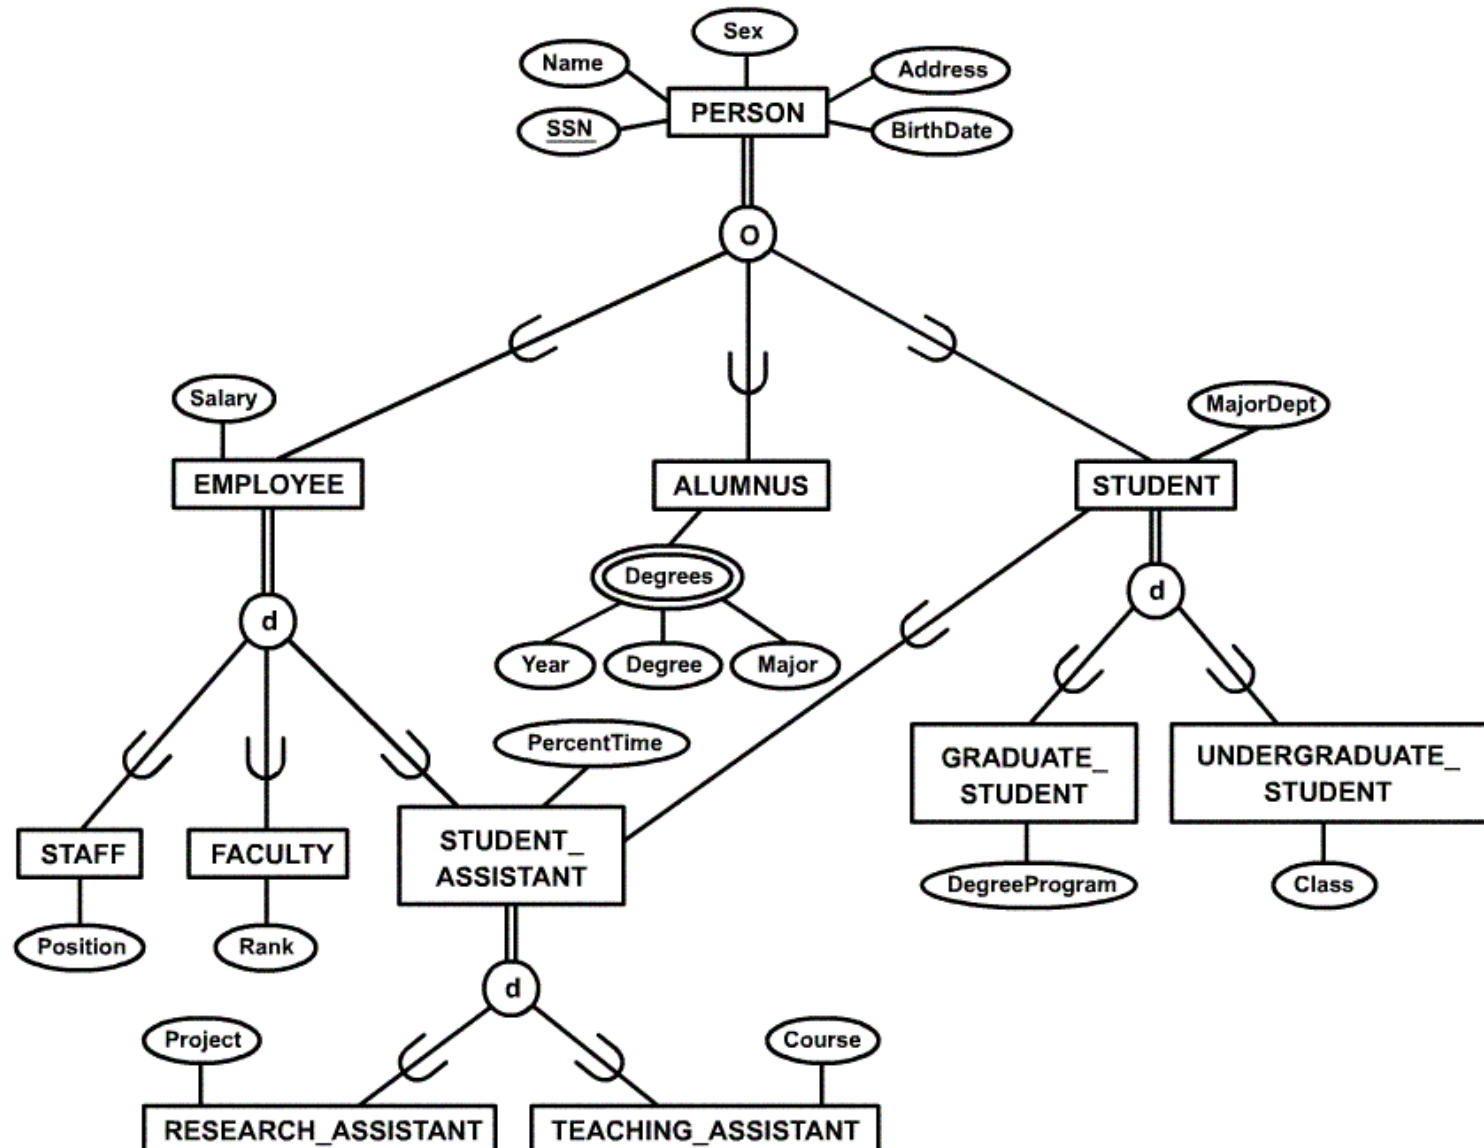 Sex
Name
Address
PERSON
SSN
BirthDate
O
Salary
MajorDept
EMPLOYEE
ALUMNUS
STUDENT
Degrees
d
d
Year
Degree
Major
PercentTime
GRADUATE_
STUDENT
UNDERGRADUATE_
STUDENT
STAFF
FACULTY
STUDENT_
ASSISTANT
DegreeProgram
Class
Position
Rank
d
Project
Course
RESEARCH_ASSISTANT
TEACHING_ASSISTANT